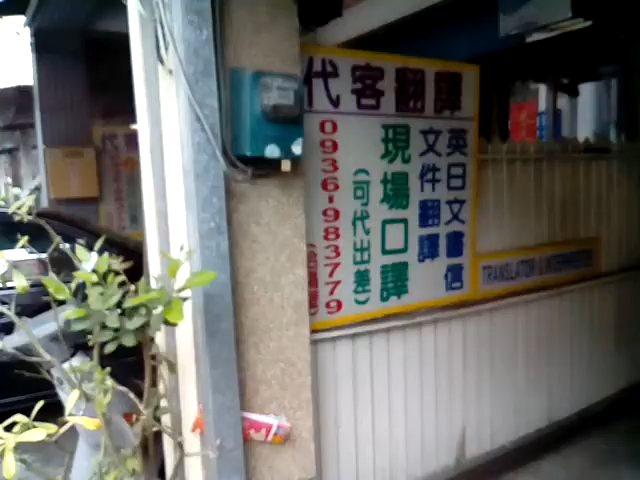 代客翻譯
英日文書信
文件翻譯
現場口譯
(可代出差)
0936-983779
TRANSLATOR & INTERPRETER